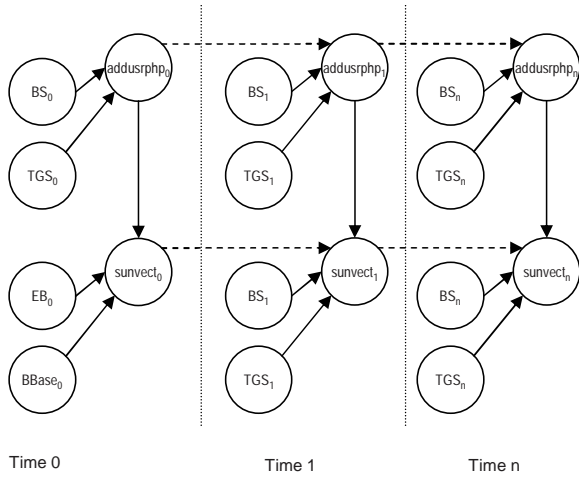 addusrphp0
addusrphp1
addusrphpn
BS0
BS1
BSn
TGS0
TGS1
TGSn
sunvect0
sunvect1
sunvectn
EB0
BS1
BSn
BBase0
TGS1
TGSn
Time 0
Time 1
Time n